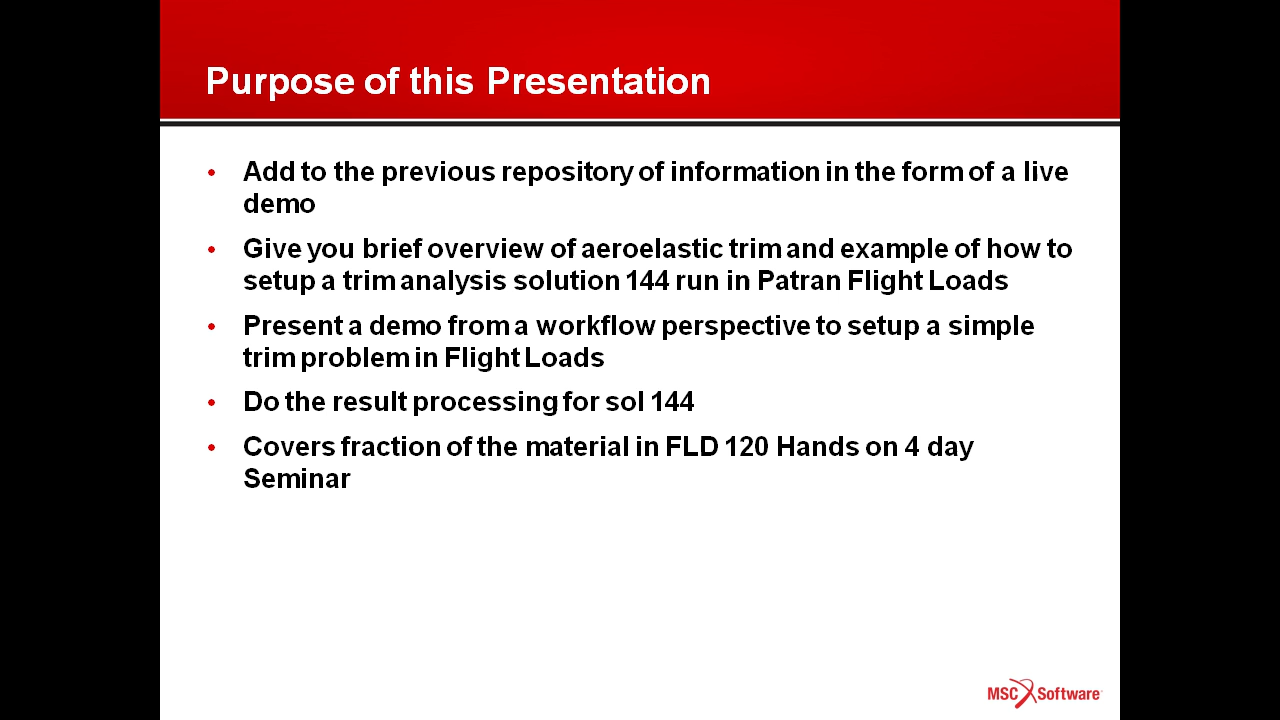 Purpose of this Presentation
• Add to the previous repository of information in the form of a live
demo
• Give you brief overview of aeroelastic trim and example of how to
setup a trim analysis solution 144 run in Patran Flight Loads
• Present a demo from a workflow perspective to setup a simple
trim problem in Flight Loads
• Do the result processing for sol 144
• Covers fraction of the material in FLD 120 Hands on 4 day
Seminar
MSC Software